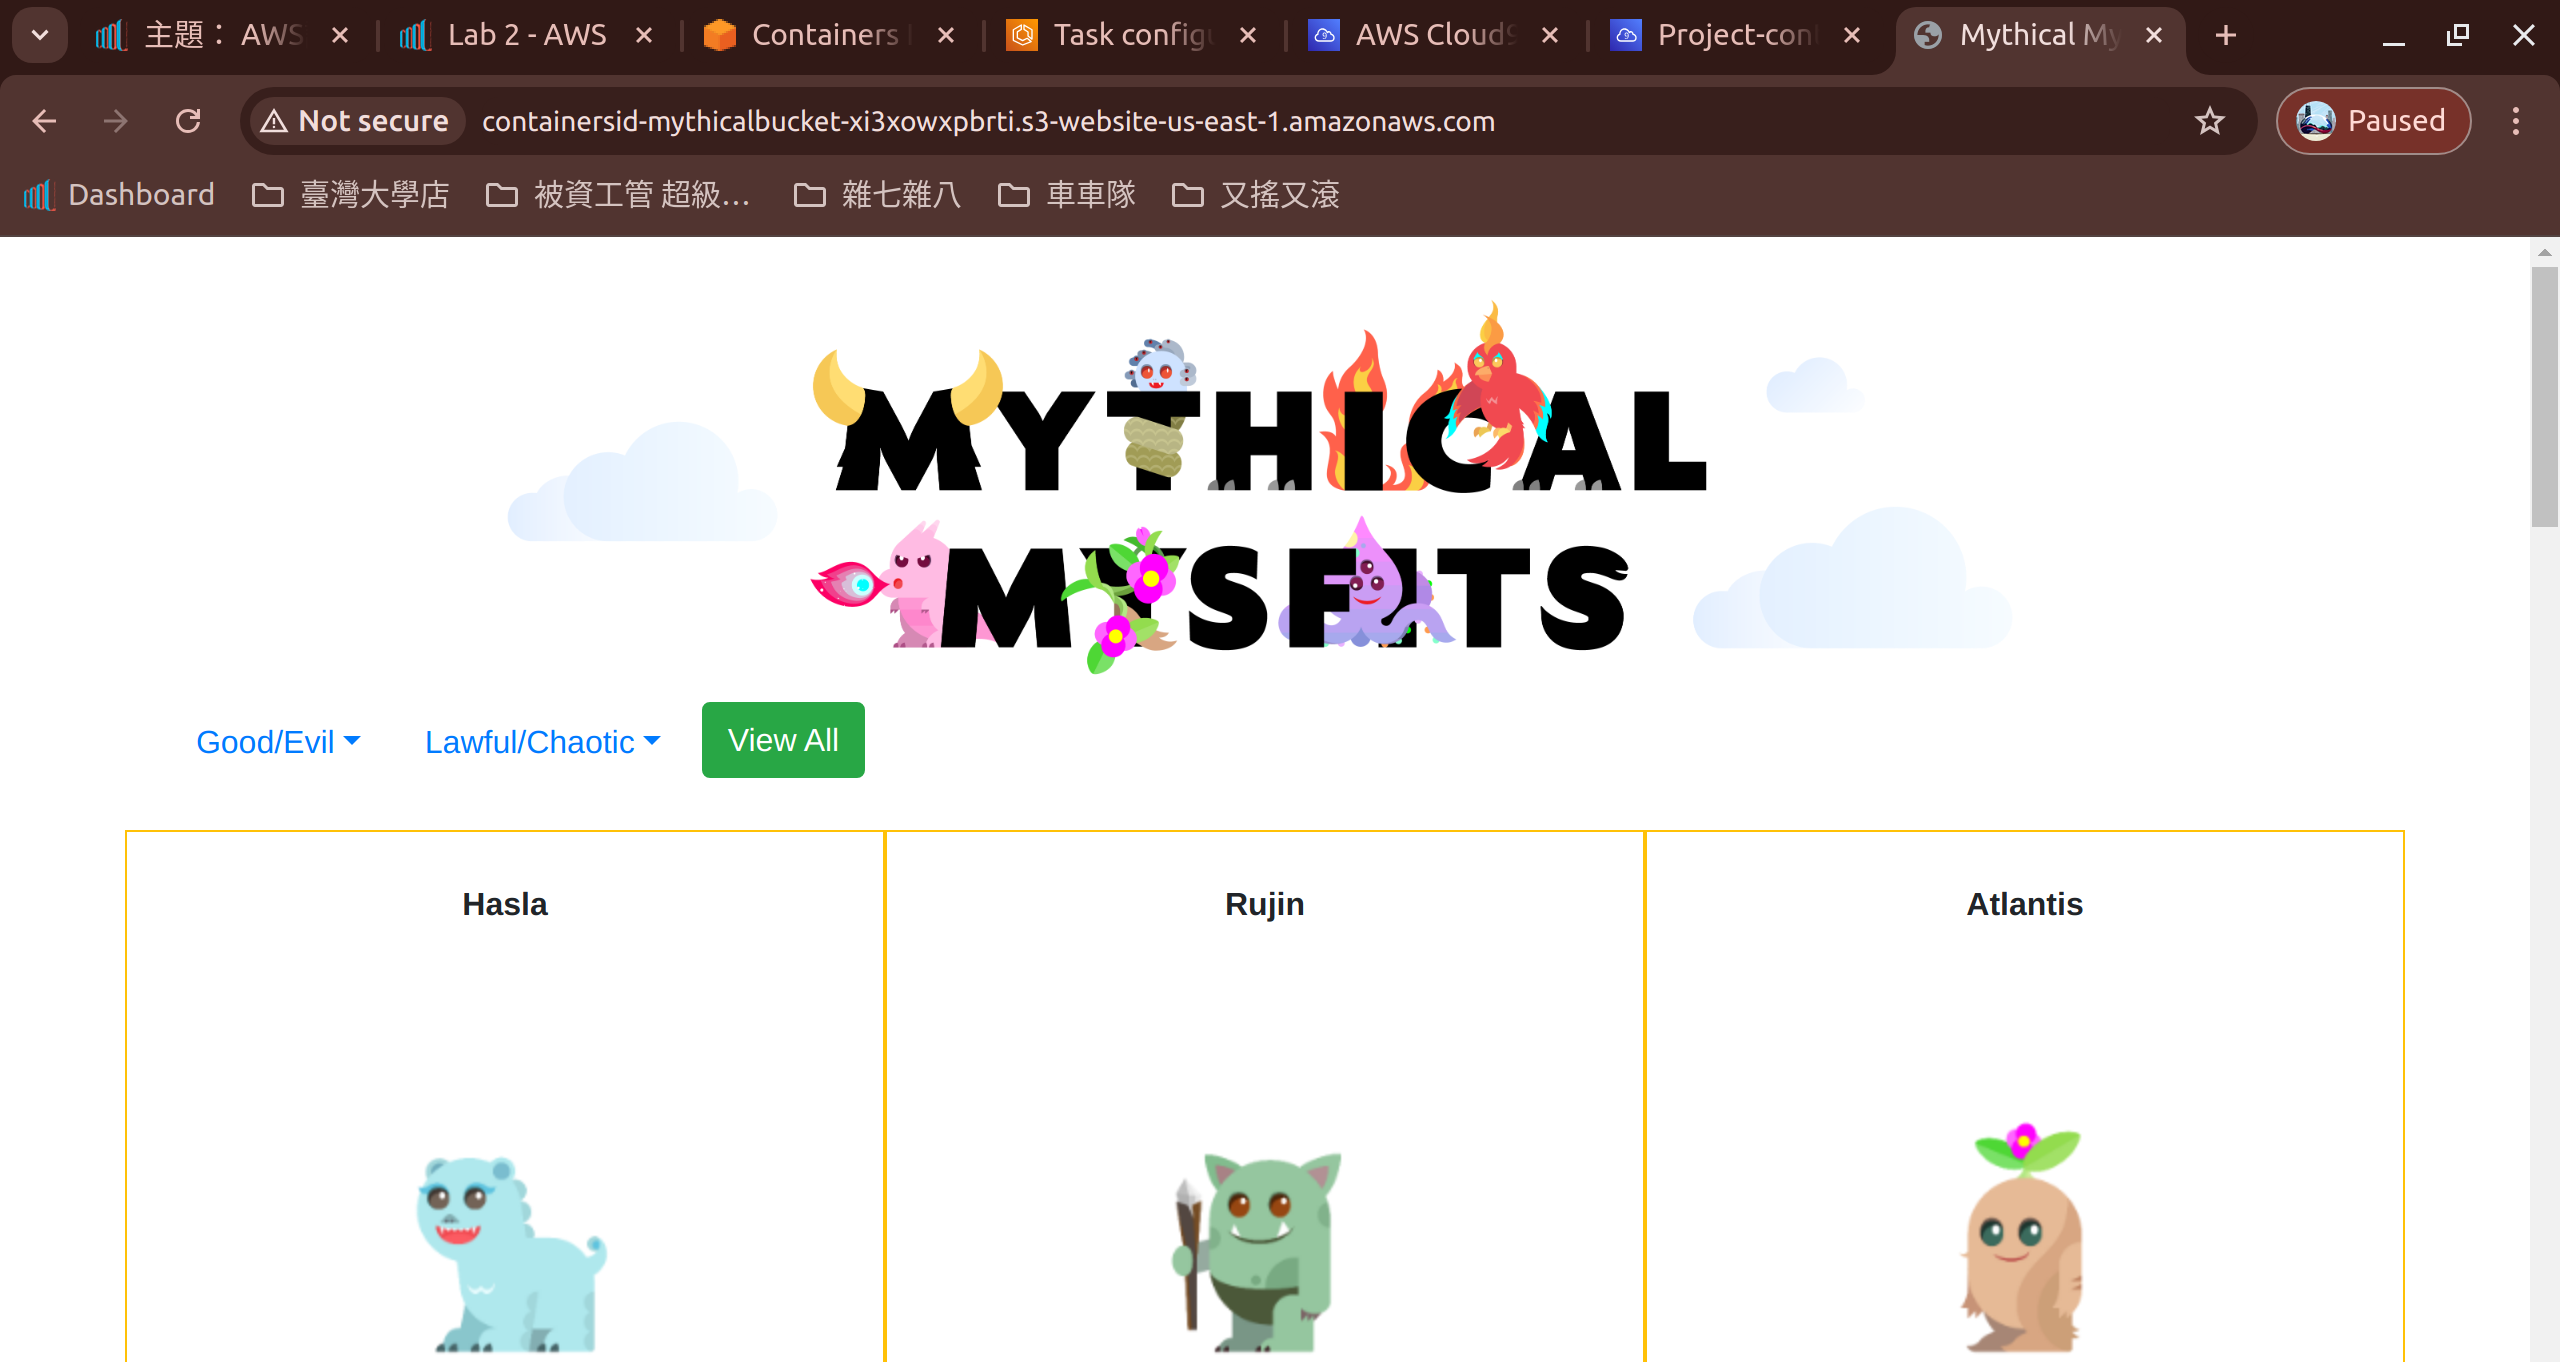 主題： AWS
Lab 2 - AWS
Containers
Task config
AWS Cloud9
Project-con
Mythical My
Not secure
containersid-mythicalbucket-xi3xowxpbrti.s3-website-us-east-1.amazonaws.com
Paused
Dashboard
臺灣大學店
被資工管 超級…
雜七雜八
車車隊
又搖又滾
MYTHICAL
MYSFITS
Good/Evil
Lawful/Chaotic
View All
Hasla
Rujin
Atlantis